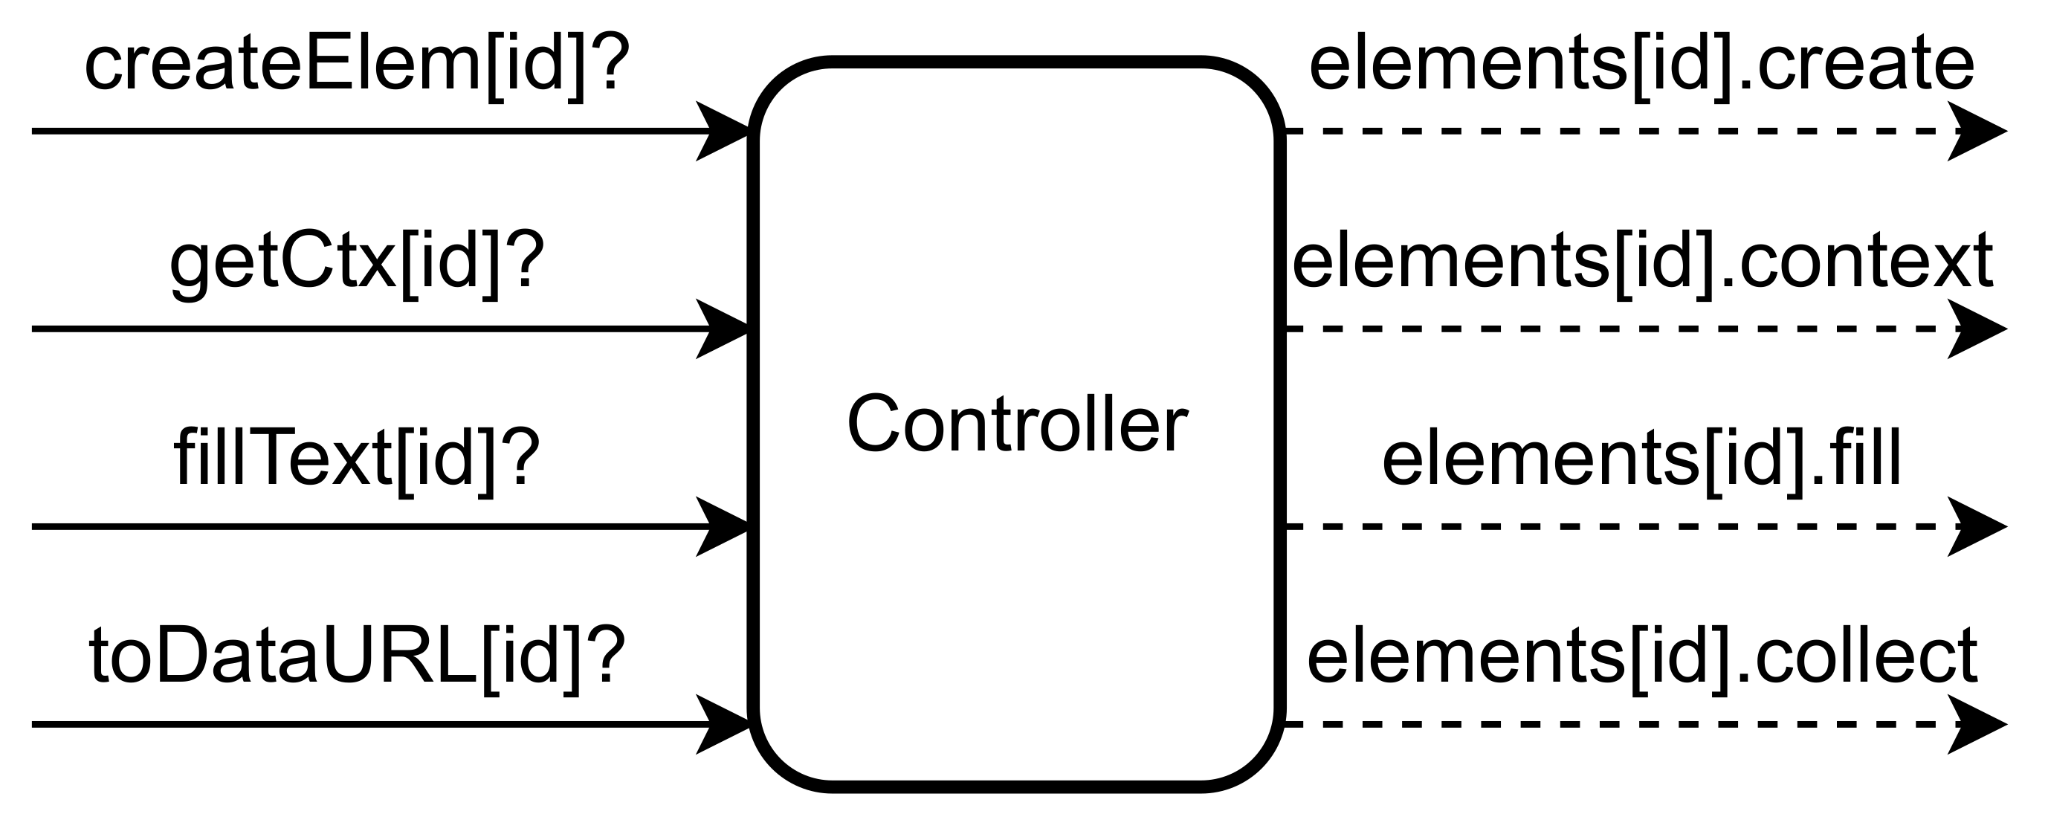 createElem[id]?
elements[id].create
getCtx[id]?
elements[id].context
Controller
fillText[id]?
elements[id].fill
toDataURL[id]?
elements[id].collect